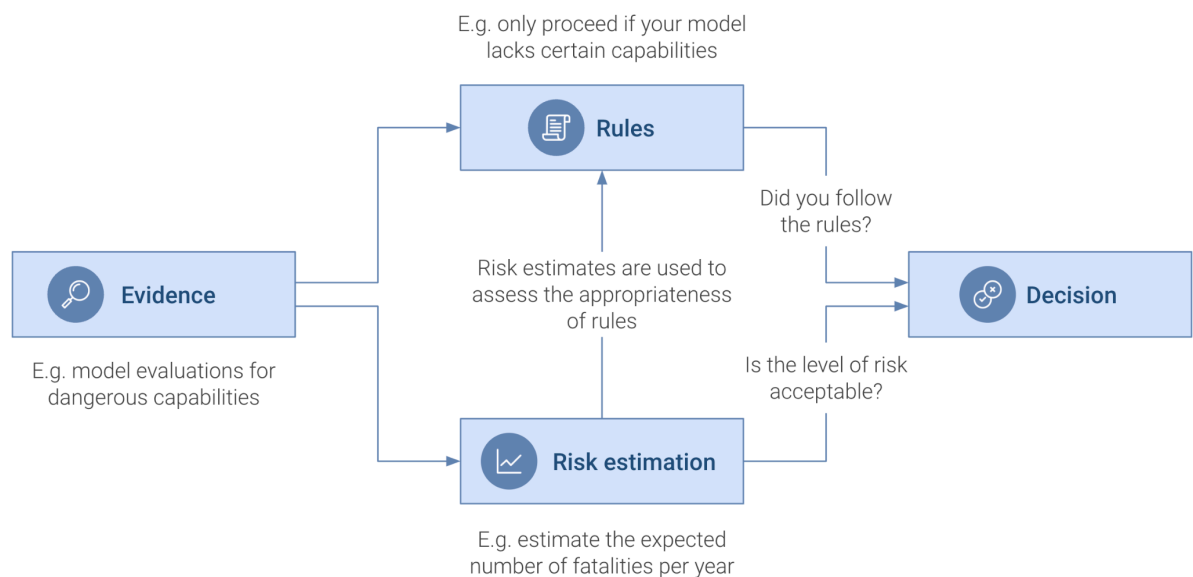 E.g. only proceed if your model
lacks certain capabilities
Rules
Did you follow
the rules?
Evidence
E.g. model evaluations for
dangerous capabilities
Risk estimates are used to
assess the appropriateness
of rules
Decision
Is the level of risk
acceptable?
Risk estimation
E.g. estimate the expected
number of fatalities per year